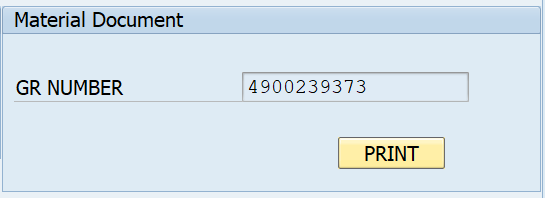 Material Document
GR NUMBER 4900239373
PRINT